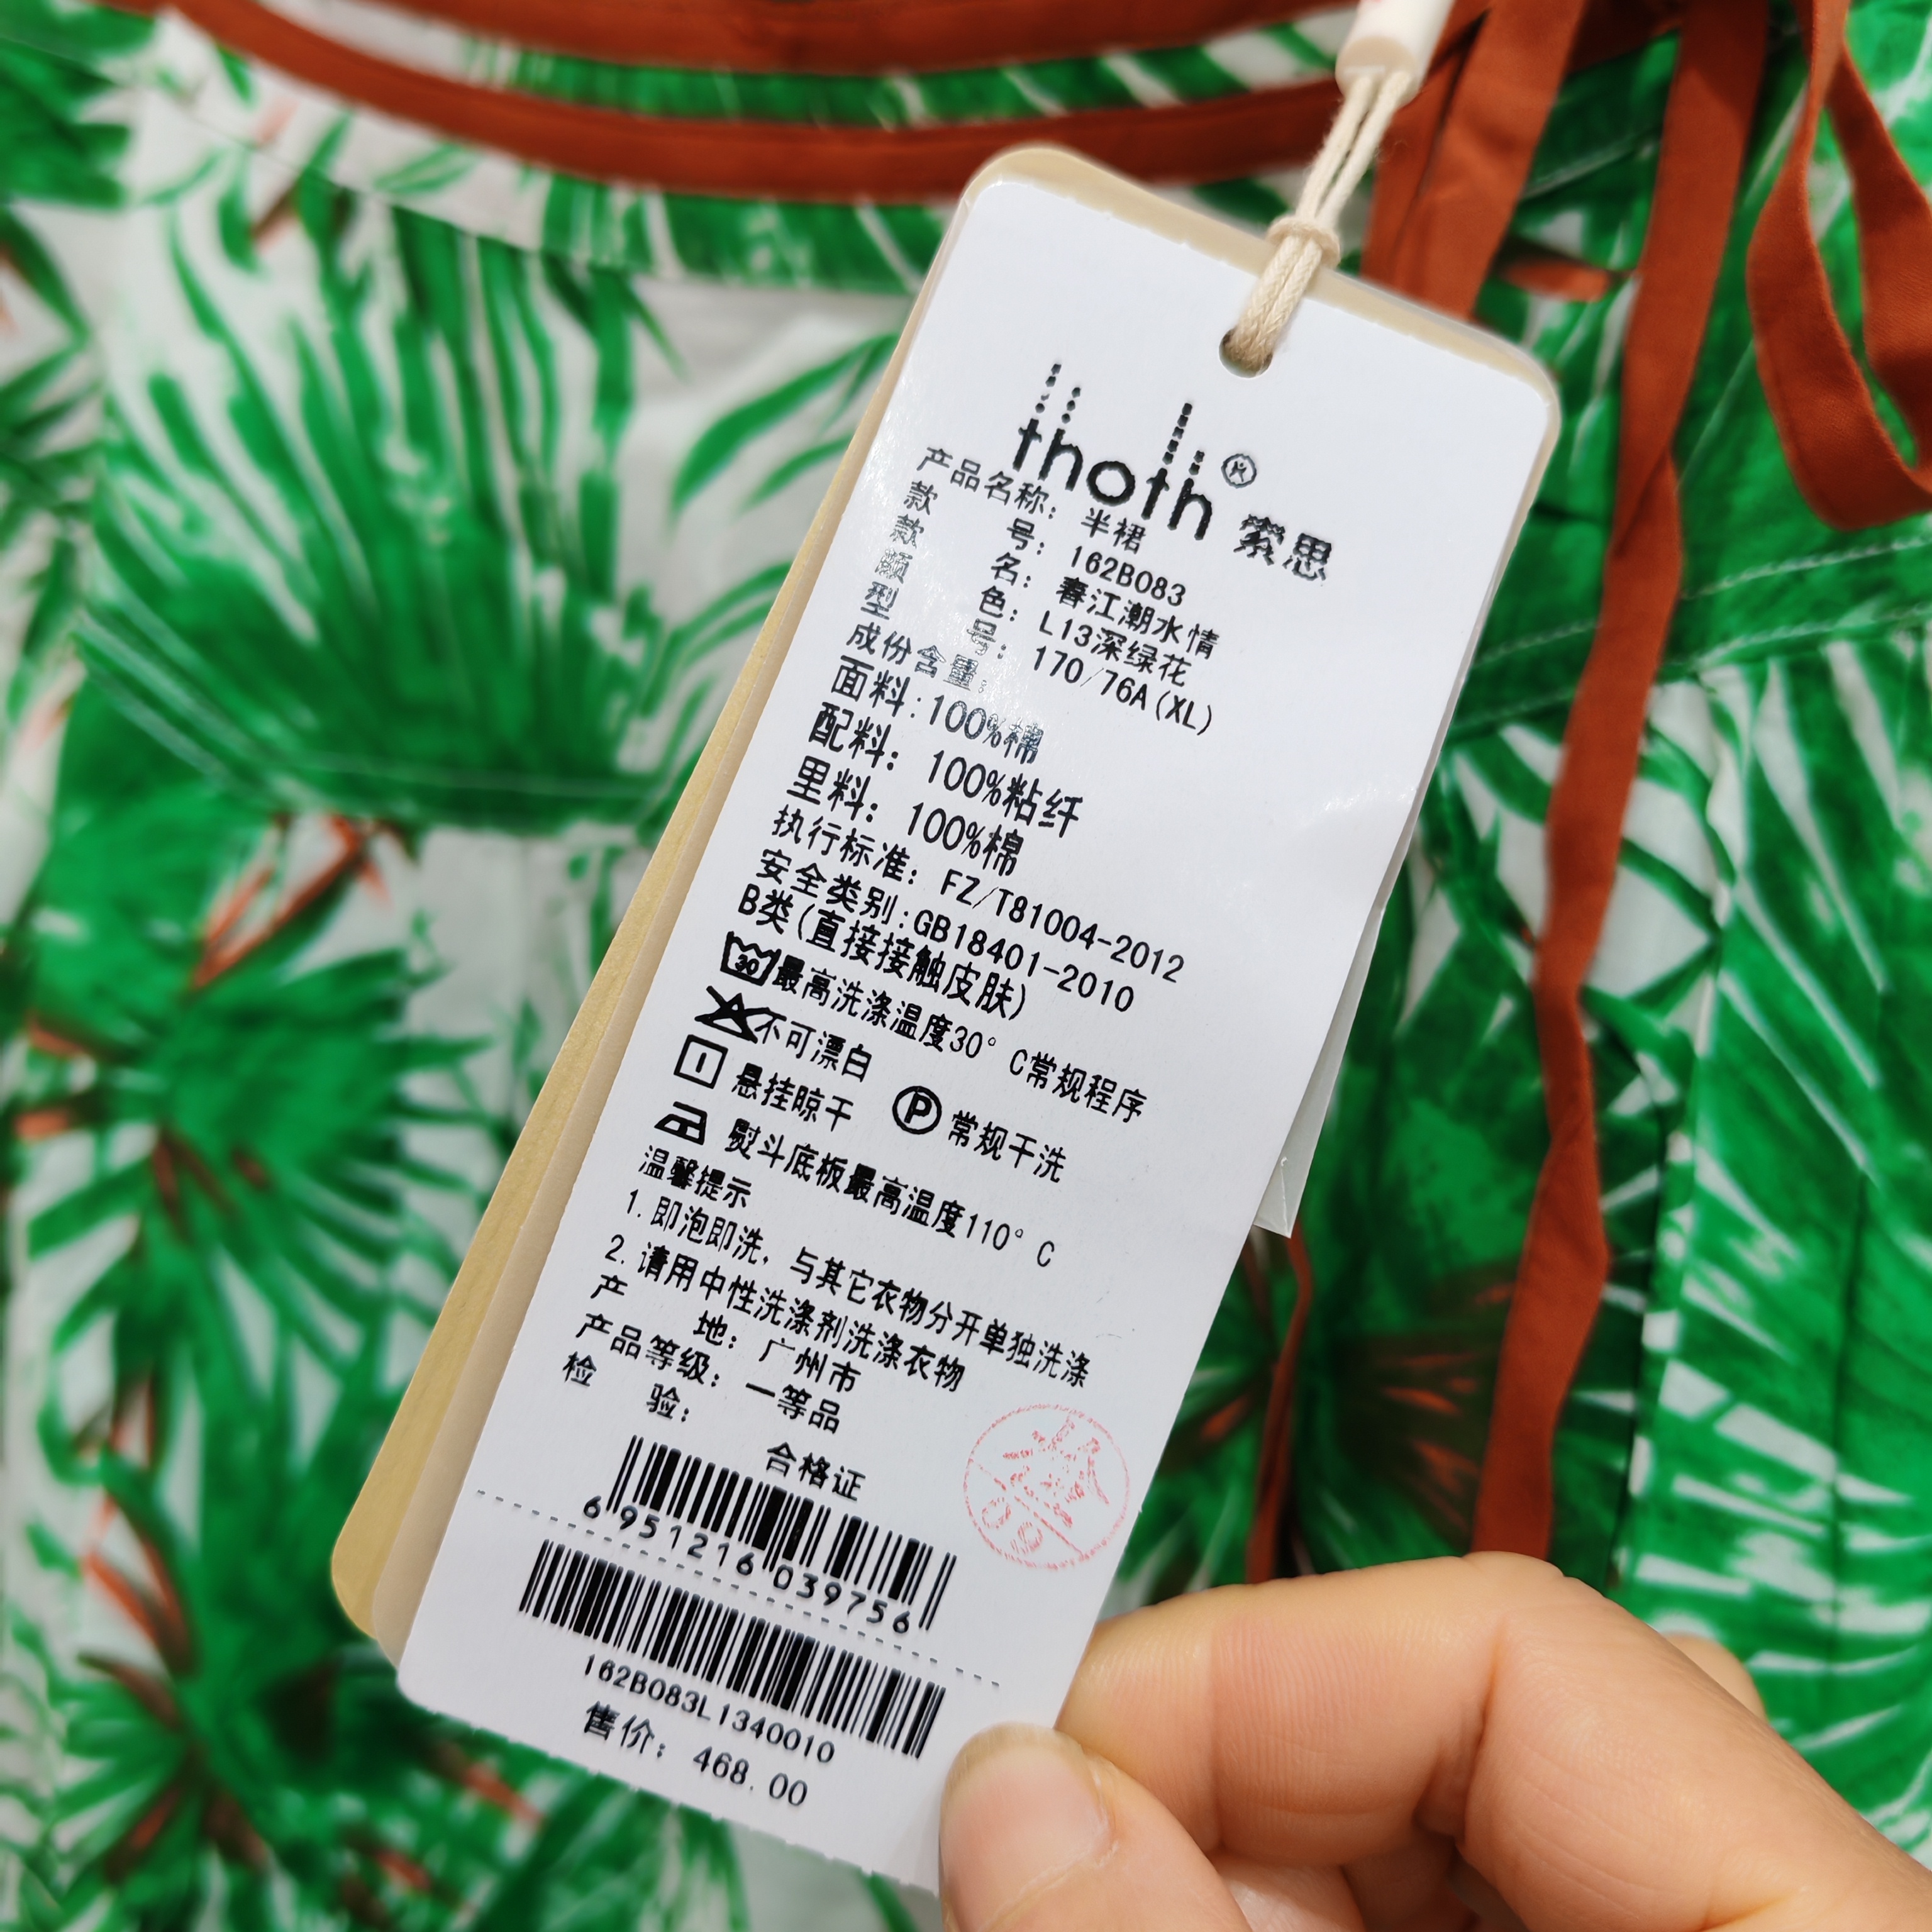 thoth® 索思
产品名称: 半裙
款 号: 162B083
款 名: 春江潮水情
颜 色: L13深绿花
型 号: 170/76A(XL)
成份含量:
面料:100%棉
配料: 100%粘纤
里料: 100%棉
执行标准: FZ/T81004-2012
安全类别:GB18401-2010
B类(直接接触皮肤)
30 最高洗涤温度30°C常规程序
不可漂白
悬挂晾干 P 常规干洗
熨斗底板最高温度110°C
温馨提示
1.即泡即洗, 与其它衣物分开单独洗涤
2.请用中性洗涤剂洗涤衣物
产 地: 广州市
产品等级: 一等品
检 验:
合格证
6 951216 039756
162B083L1340010
售价: 468.00